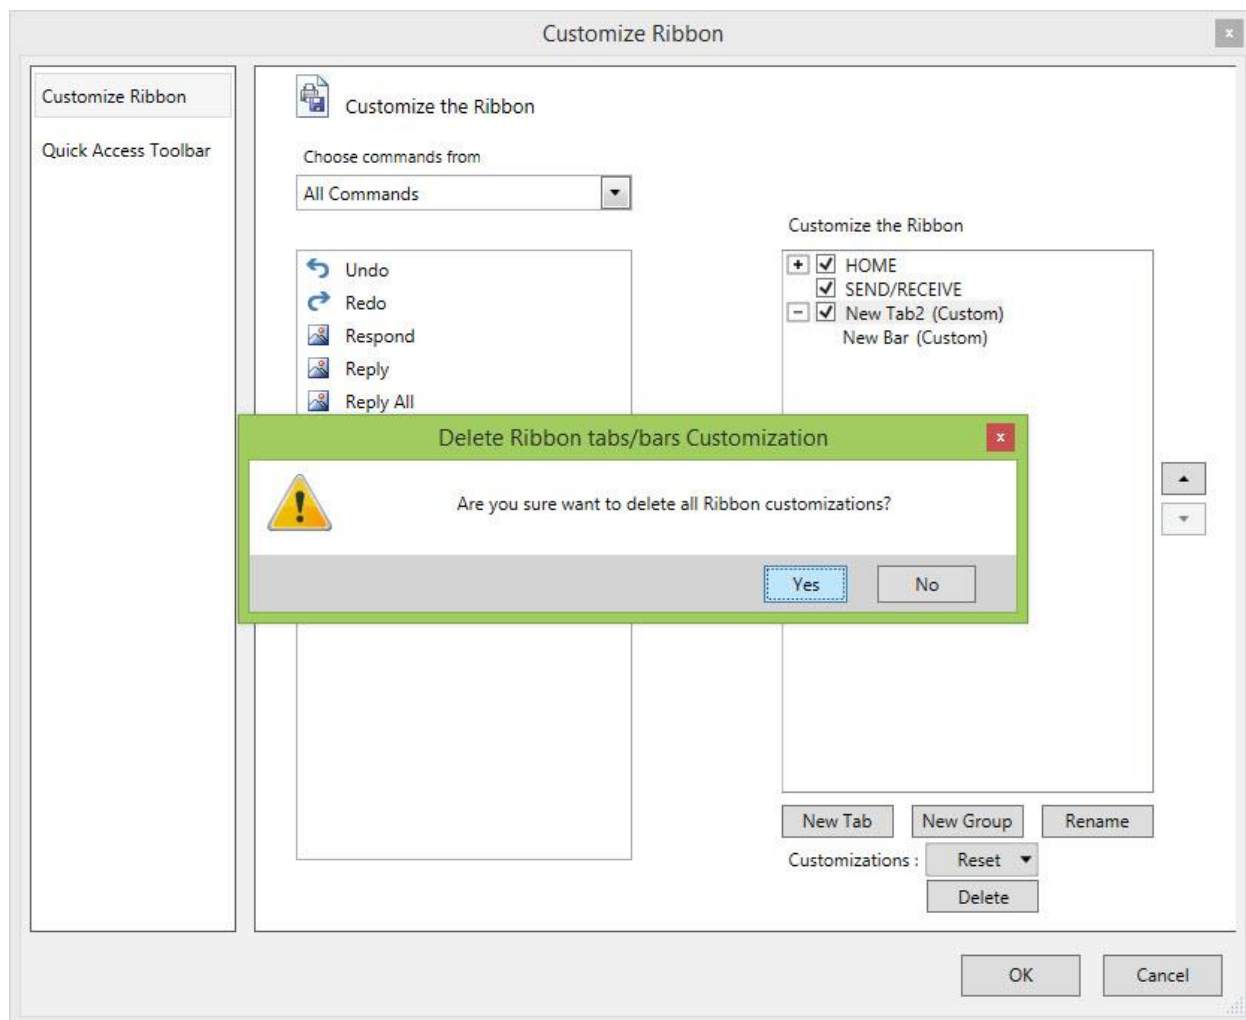 Customize Ribbon
Customize Ribbon
Quick Access Toolbar
Customize the Ribbon
Choose commands from
All Commands
Undo
Redo
Respond
Reply
Reply All
Customize the Ribbon
HOME
SEND/RECEIVE
New Tab2 (Custom)
New Bar (Custom)
Delete Ribbon tabs/bars Customization
Are you sure want to delete all Ribbon customizations?
Yes No
New Tab New Group Rename
Customizations : Reset
Delete
OK Cancel